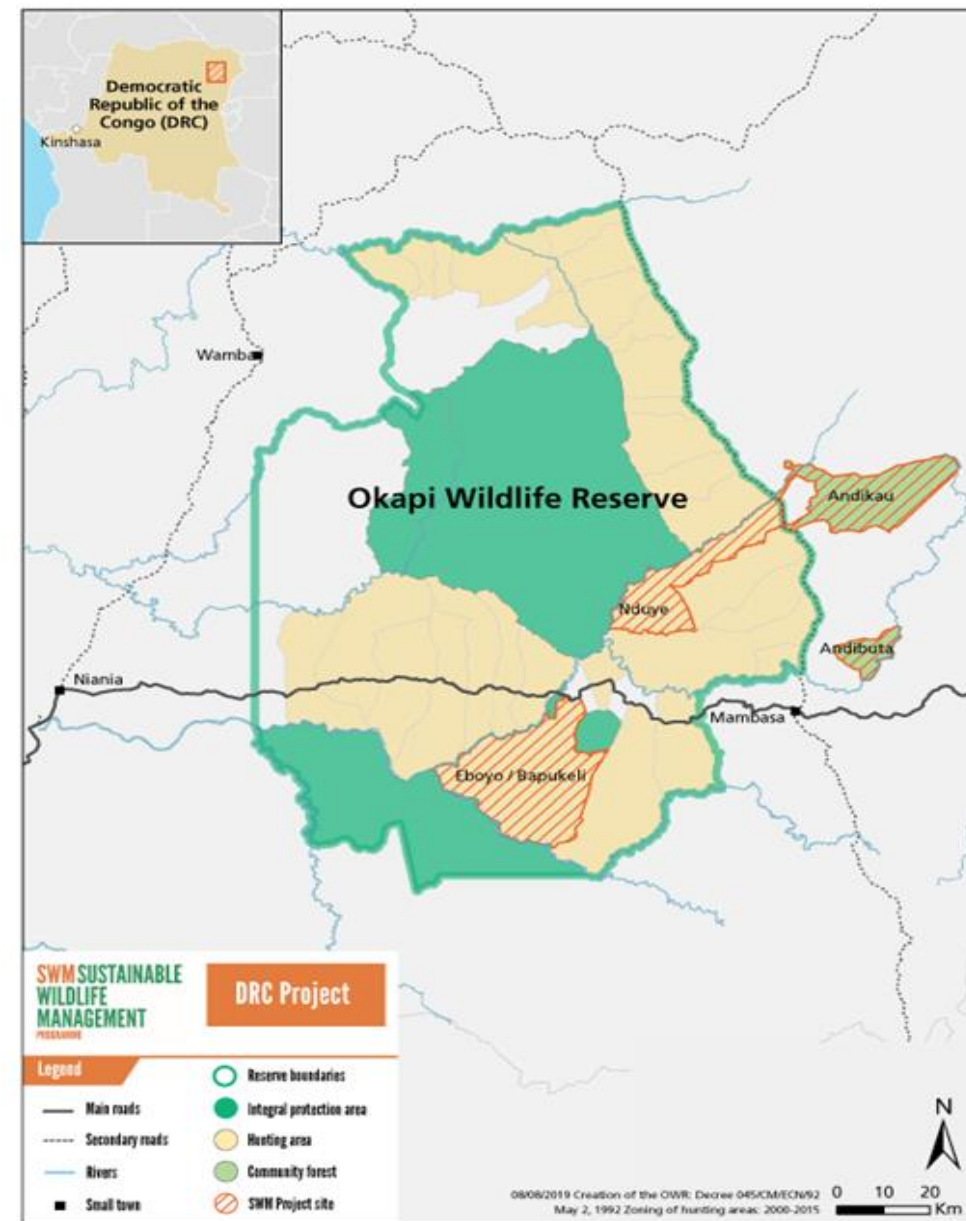 Democratic
Republic of the
Congo (DRC)
Kinshasa
Wamba
Okapi Wildlife Reserve
Andikau
Nduye
Andibuta
Niania
Mambasa
Eboyo / Bapukeli
SWM SUSTAINABLE
WILDLIFE
MANAGEMENT
PROGRAMME
DRC Project
Legend
Main roads
Secondary roads
Rivers
Small town
Reserve boundaries
Integral protection area
Hunting area
Community forest
SWM Project site
N
08/08/2019 Creation of the OWR: Decree 045/CM/ECN/92
May 2, 1992 Zoning of hunting areas: 2000-2015
0 10 20
Km